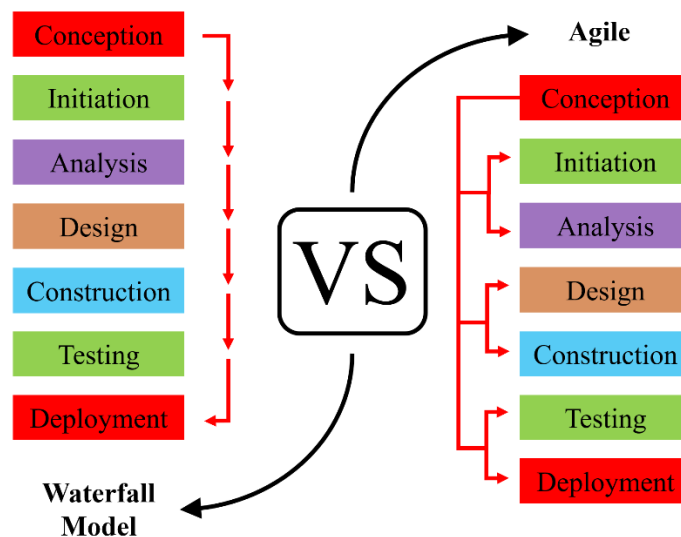 Conception
Initiation
Analysis
Design
Construction
Testing
Deployment
Waterfall
Model
VS
Agile
Conception
Initiation
Analysis
Design
Construction
Testing
Deployment